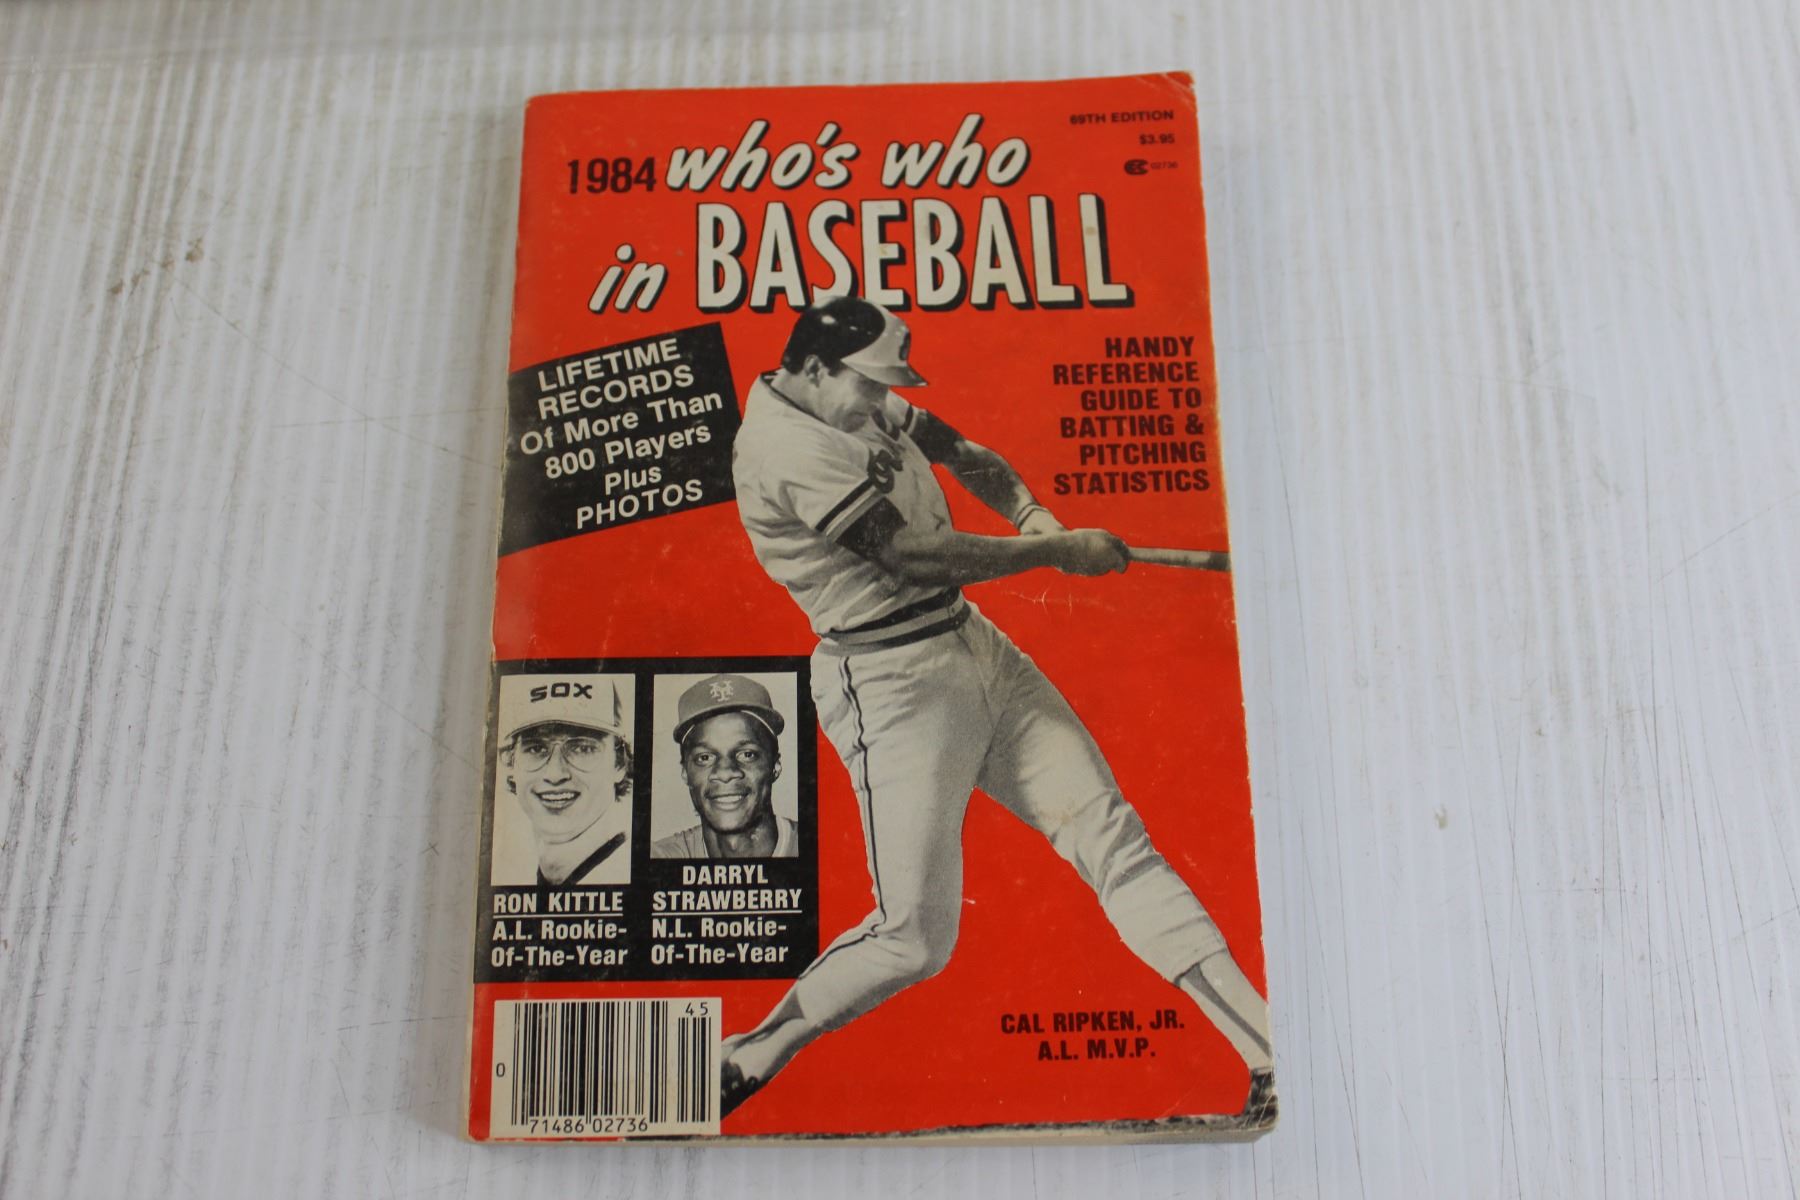 69TH EDITION
$3.95
02736
1984 who's who
in BASEBALL
LIFETIME
RECORDS
Of More Than
800 Players
Plus
PHOTOS
HANDY
REFERENCE
GUIDE TO
BATTING &
PITCHING
STATISTICS
SOX
NY
RON KITTLE
A.L. Rookie-
Of-The-Year
DARRYL
STRAWBERRY
N.L. Rookie-
Of-The-Year
CAL RIPKEN, JR.
A.L. M.V.P.
45
0
71486 02736